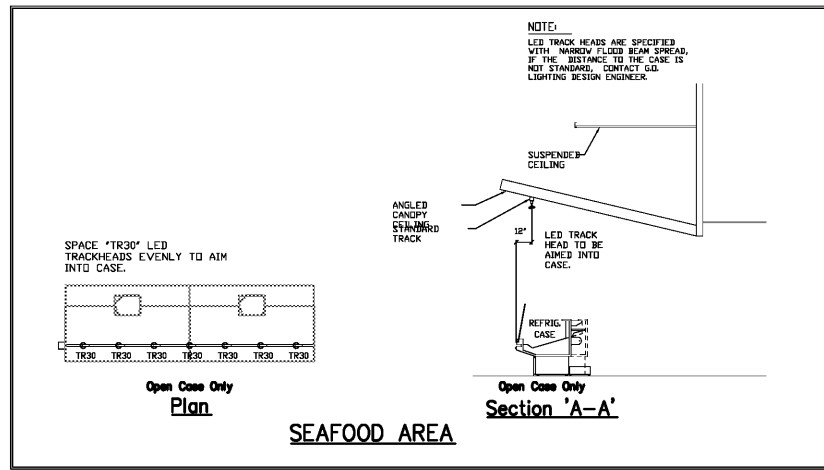 NOTE:
LED TRACK HEADS ARE SPECIFIED
WITH NARROW FLOOD BEAM SPREAD,
IF THE DISTANCE TO THE CASE IS
NOT STANDARD, CONTACT G.O.
LIGHTING DESIGN ENGINEER.
SUSPENDED
CEILING
ANGLED
CANOPY
CEILING
STANDARD
TRACK
12"
LED TRACK
HEAD TO BE
AIMED INTO
CASE.
SPACE "TR30" LED
TRACKHEADS EVENLY TO AIM
INTO CASE.
REFRIG.
CASE
TR30 TR30 TR30 TR30 TR30 TR30 TR30
Open Case Only
Plan
Open Case Only
Section 'A-A'
SEAFOOD AREA